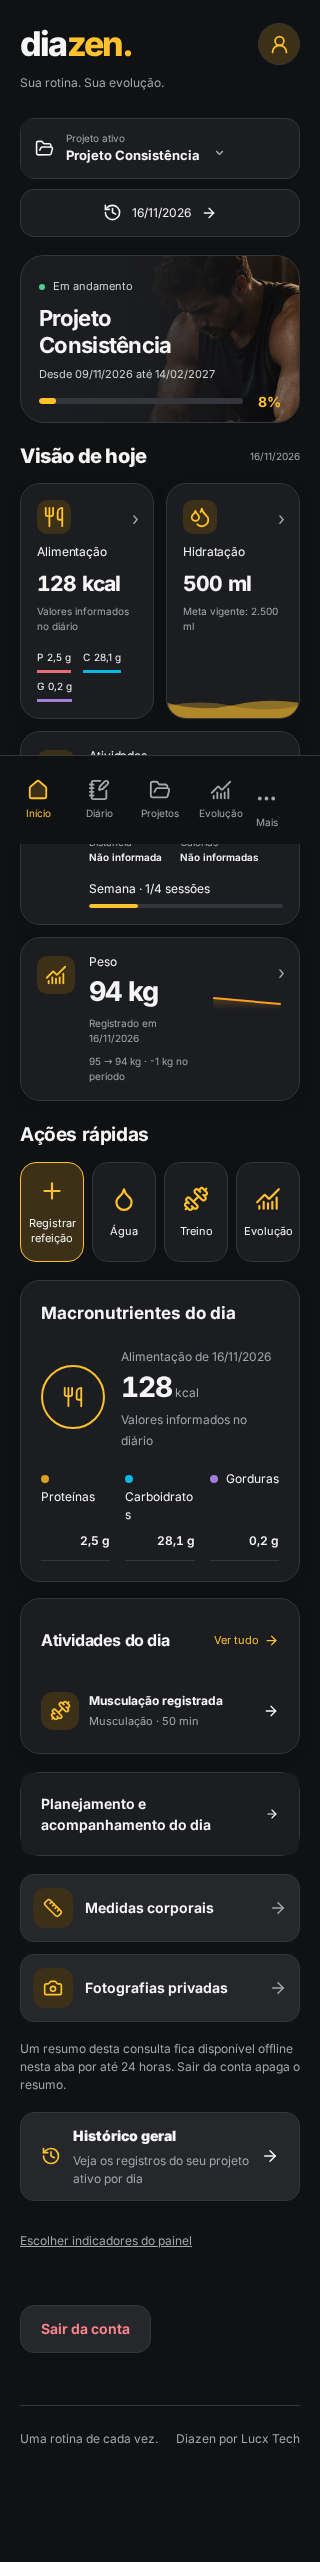 diazen.
Sua rotina. Sua evolução.
Projeto ativo
Projeto Consistência
16/11/2026
Em andamento
Projeto
Consistência
Desde 09/11/2026 até 14/02/2027
8%
Visão de hoje
16/11/2026
Alimentação
128 kcal
Valores informados
no diário
P 2,5 g
C 28,1 g
G 0,2 g
Hidratação
500 ml
Meta vigente: 2.500
ml
Início
Diário
Projetos
Evolução
Mais
Não informada
Não informadas
Semana · 1/4 sessões
Peso
94 kg
Registrado em
16/11/2026
95 → 94 kg · -1 kg no
período
Ações rápidas
Registrar
refeição
Água
Treino
Evolução
Macronutrientes do dia
Alimentação de 16/11/2026
128 kcal
Valores informados no
diário
Proteínas
2,5 g
Carboidrato
s
28,1 g
Gorduras
0,2 g
Atividades do dia
Ver tudo
Musculação registrada
Musculação · 50 min
Planejamento e
acompanhamento do dia
Medidas corporais
Fotografias privadas
Um resumo desta consulta fica disponível offline
nesta aba por até 24 horas. Sair da conta apaga o
resumo.
Histórico geral
Veja os registros do seu projeto
ativo por dia
Escolher indicadores do painel
Sair da conta
Uma rotina de cada vez.
Diazen por Lucx Tech